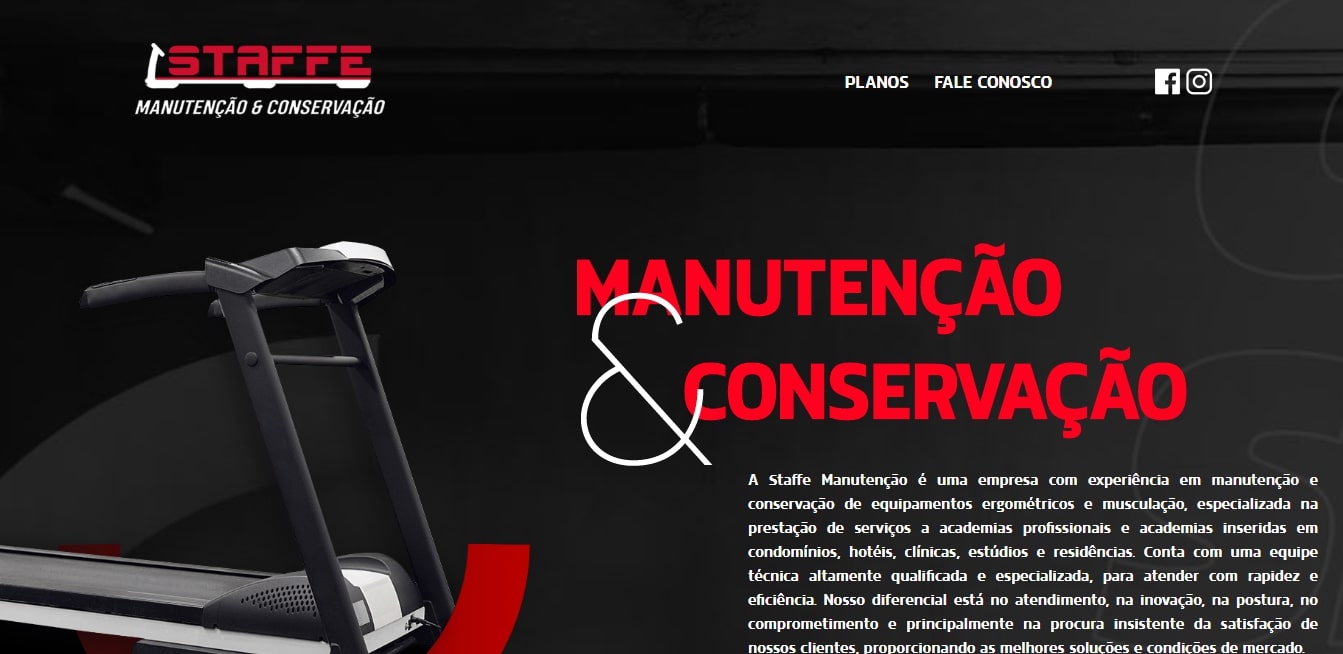 STAFFE
MANUTENÇÃO & CONSERVAÇÃO
PLANOS FALE CONOSCO
MANUTENÇÃO
&
CONSERVAÇÃO
A Staffe Manutenção é uma empresa com experiência em manutenção e
conservação de equipamentos ergométricos e musculação, especializada na
prestação de serviços a academias profissionais e academias inseridas em
condomínios, hotéis, clínicas, estúdios e residências. Conta com uma equipe
técnica altamente qualificada e especializada, para atender com rapidez e
eficiência. Nosso diferencial está no atendimento, na inovação, na postura, no
comprometimento e principalmente na procura insistente da satisfação de
nossos clientes, proporcionando as melhores soluções e condições de mercado.